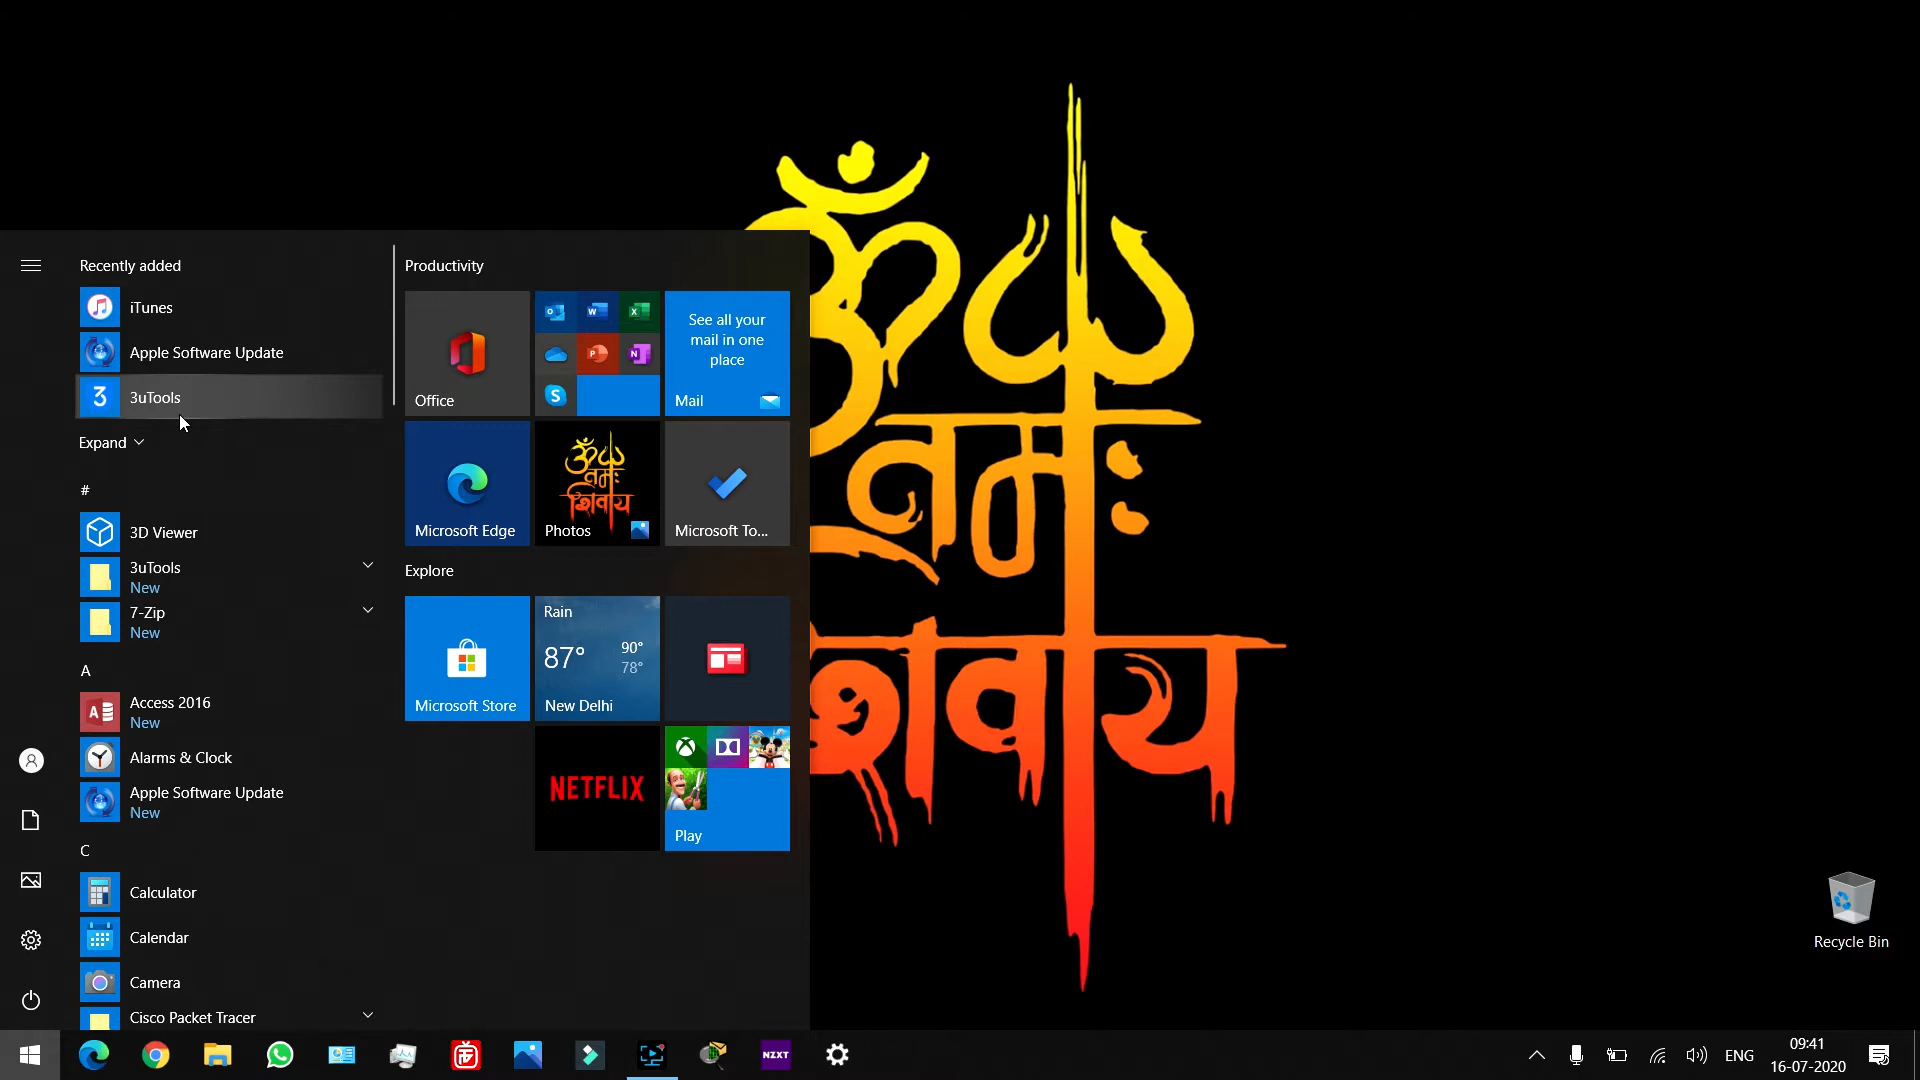 Recently added
iTunes
Apple Software Update
3uTools
Expand
#
3D Viewer
3uTools
New
7-Zip
New
A
Access 2016
New
Alarms & Clock
Apple Software Update
New
C
Calculator
Calendar
Camera
Cisco Packet Tracer
Productivity
Office
See all your
mail in one
place
Mail
Microsoft Edge
ॐ
नमः
शिवाय
Photos
Microsoft To...
Explore
Microsoft Store
Rain
87° 90°
78°
New Delhi
NETFLIX
Play
ॐ
नमः
शिवाय
Recycle Bin
NZXT
ENG
09:41
16-07-2020